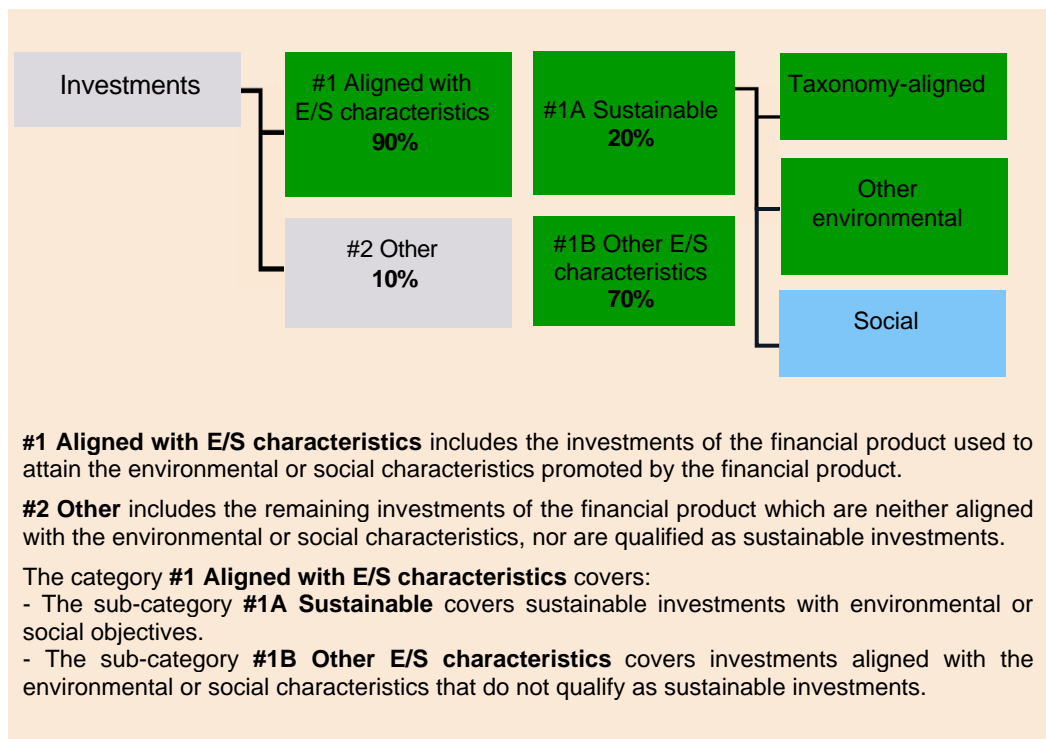 Investments
#1 Aligned with
E/S characteristics
90%
#2 Other
10%
#1A Sustainable
20%
#1B Other E/S
characteristics
70%
Taxonomy-aligned
Other
environmental
Social
#1 Aligned with E/S characteristics includes the investments of the financial product used to
attain the environmental or social characteristics promoted by the financial product.
#2 Other includes the remaining investments of the financial product which are neither aligned
with the environmental or social characteristics, nor are qualified as sustainable investments.
The category #1 Aligned with E/S characteristics covers:
- The sub-category #1A Sustainable covers sustainable investments with environmental or
social objectives.
- The sub-category #1B Other E/S characteristics covers investments aligned with the
environmental or social characteristics that do not qualify as sustainable investments.